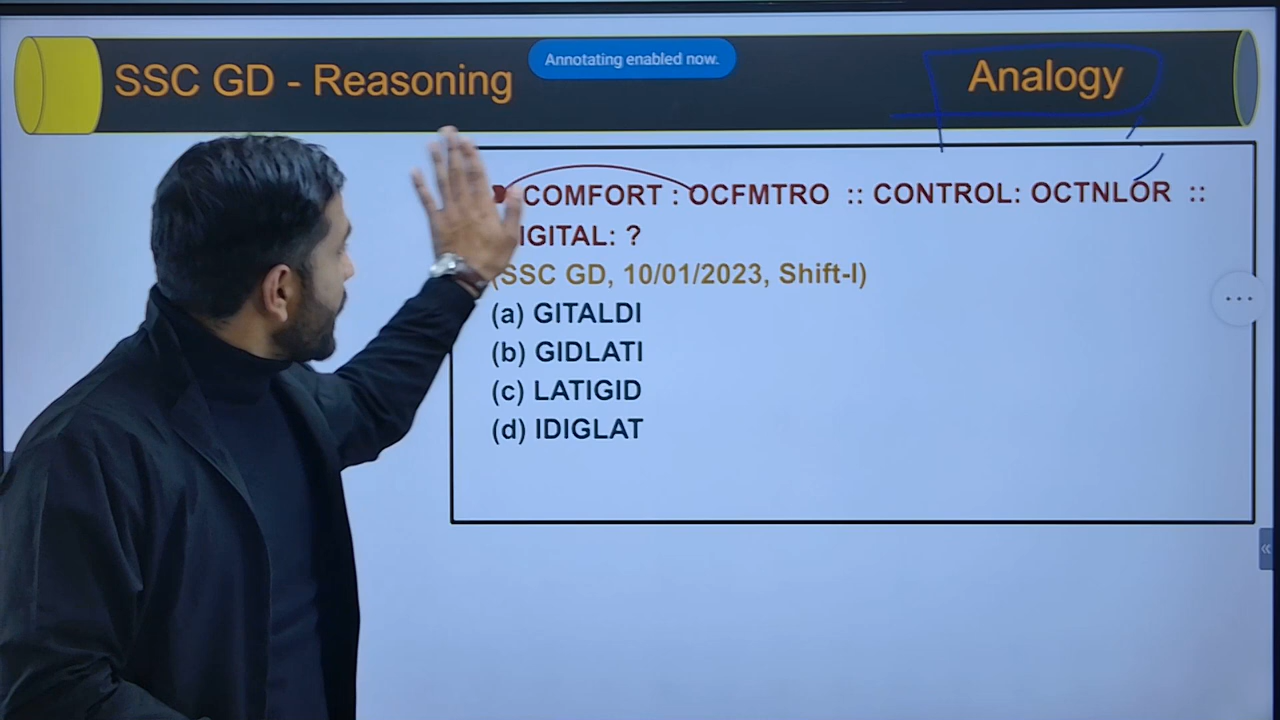 SSC GD - Reasoning
Annotating enabled now.
Analogy
COMFORT : OCFMTRO :: CONTROL: OCTNLOR ::
IGITAL: ?
(SSC GD, 10/01/2023, Shift-I)
(a) GITALDI
(b) GIDLATI
(c) LATIGID
(d) IDIGLAT